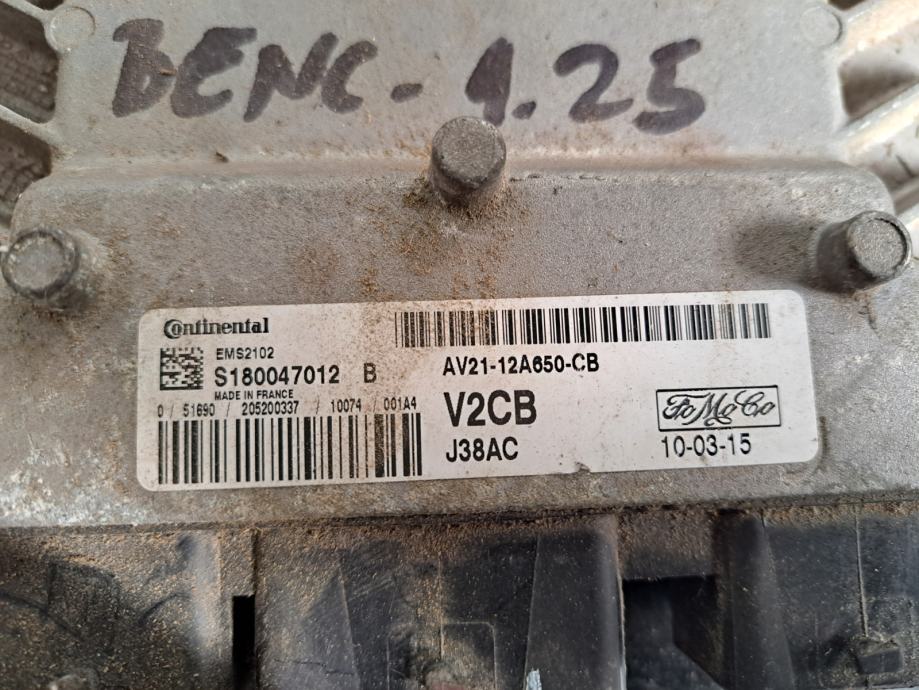 BENC-1.25
Continental
EMS2102
S180047012 B
MADE IN FRANCE
0 / 51690 / 205200337 / 10074 / 001A4
AV21-12A650-CB
V2CB
J38AC
FoMoCo
10-03-15